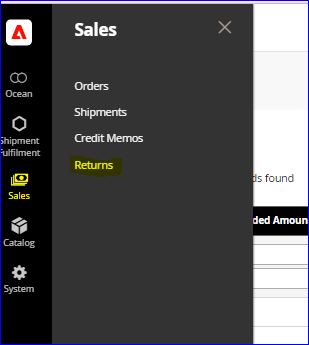 Sales
Orders
Shipments
Credit Memos
Returns
Ocean
Shipment
Fulfilment
Sales
Catalog
System
ds found
ded Amoun